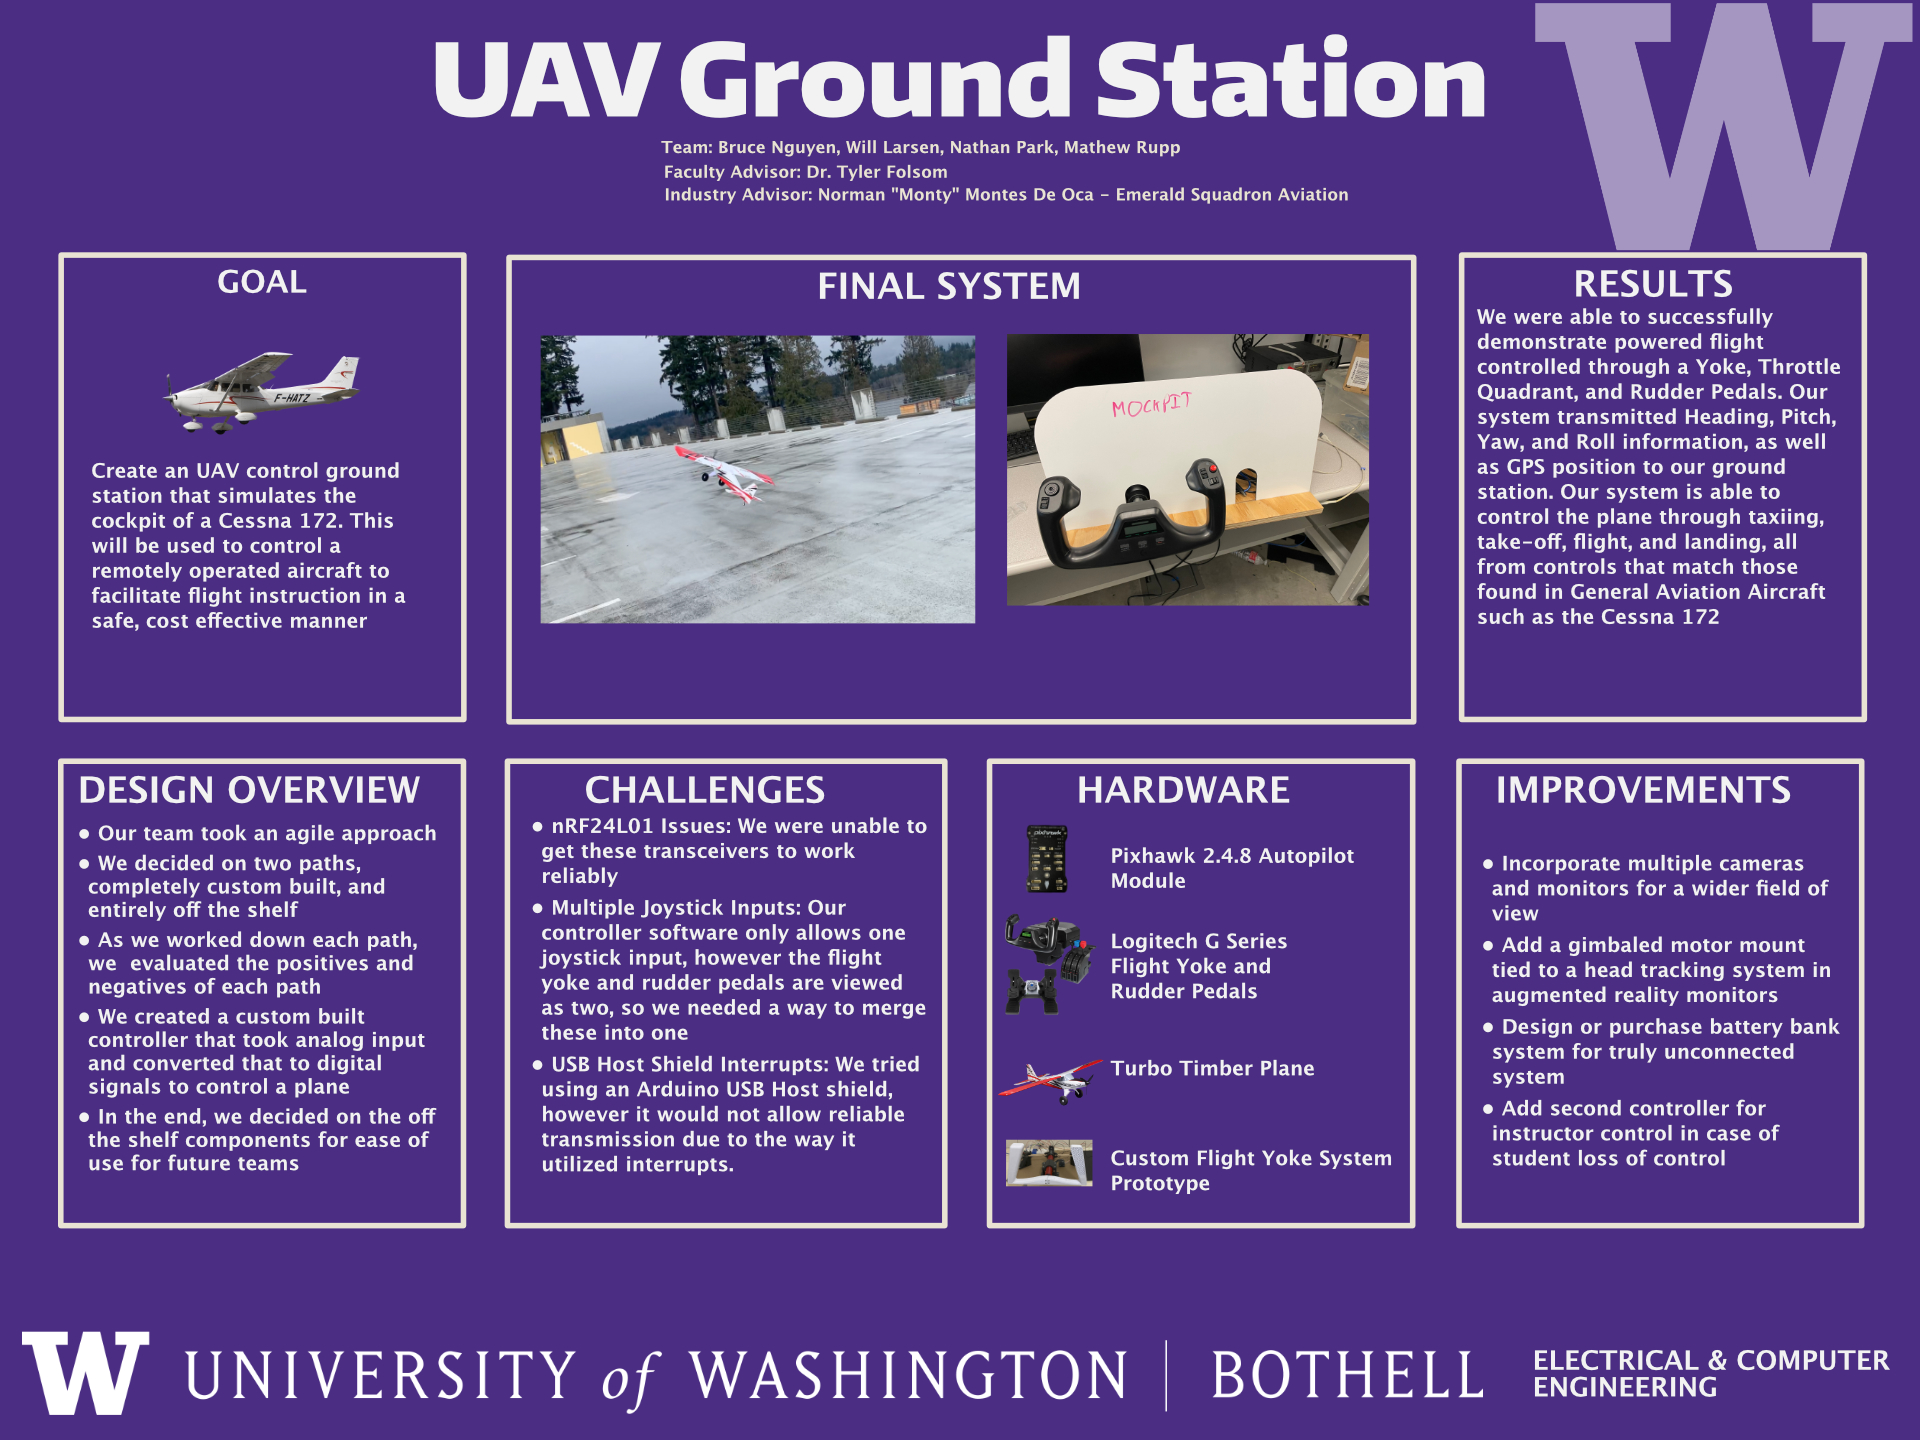 UAV Ground Station
Team: Bruce Nguyen, Will Larsen, Nathan Park, Mathew Rupp
Faculty Advisor: Dr. Tyler Folsom
Industry Advisor: Norman "Monty" Montes De Oca - Emerald Squadron Aviation
W
GOAL
F-HATZ
Create an UAV control ground
station that simulates the
cockpit of a Cessna 172. This
will be used to control a
remotely operated aircraft to
facilitate flight instruction in a
safe, cost effective manner
FINAL SYSTEM
MOCKPIT
RESULTS
We were able to successfully
demonstrate powered flight
controlled through a Yoke, Throttle
Quadrant, and Rudder Pedals. Our
system transmitted Heading, Pitch,
Yaw, and Roll information, as well
as GPS position to our ground
station. Our system is able to
control the plane through taxiing,
take-off, flight, and landing, all
from controls that match those
found in General Aviation Aircraft
such as the Cessna 172
DESIGN OVERVIEW
• Our team took an agile approach
• We decided on two paths,
completely custom built, and
entirely off the shelf
• As we worked down each path,
we  evaluated the positives and
negatives of each path
• We created a custom built
controller that took analog input
and converted that to digital
signals to control a plane
• In the end, we decided on the off
the shelf components for ease of
use for future teams
CHALLENGES
• nRF24L01 Issues: We were unable to
get these transceivers to work
reliably
• Multiple Joystick Inputs: Our
controller software only allows one
joystick input, however the flight
yoke and rudder pedals are viewed
as two, so we needed a way to merge
these into one
• USB Host Shield Interrupts: We tried
using an Arduino USB Host shield,
however it would not allow reliable
transmission due to the way it
utilized interrupts.
HARDWARE
pixhawk
Pixhawk 2.4.8 Autopilot
Module
Logitech G Series
Flight Yoke and
Rudder Pedals
Turbo Timber Plane
Custom Flight Yoke System
Prototype
IMPROVEMENTS
• Incorporate multiple cameras
and monitors for a wider field of
view
• Add a gimbaled motor mount
tied to a head tracking system in
augmented reality monitors
• Design or purchase battery bank
system for truly unconnected
system
• Add second controller for
instructor control in case of
student loss of control
W UNIVERSITY of WASHINGTON | BOTHELL
ELECTRICAL & COMPUTER
ENGINEERING